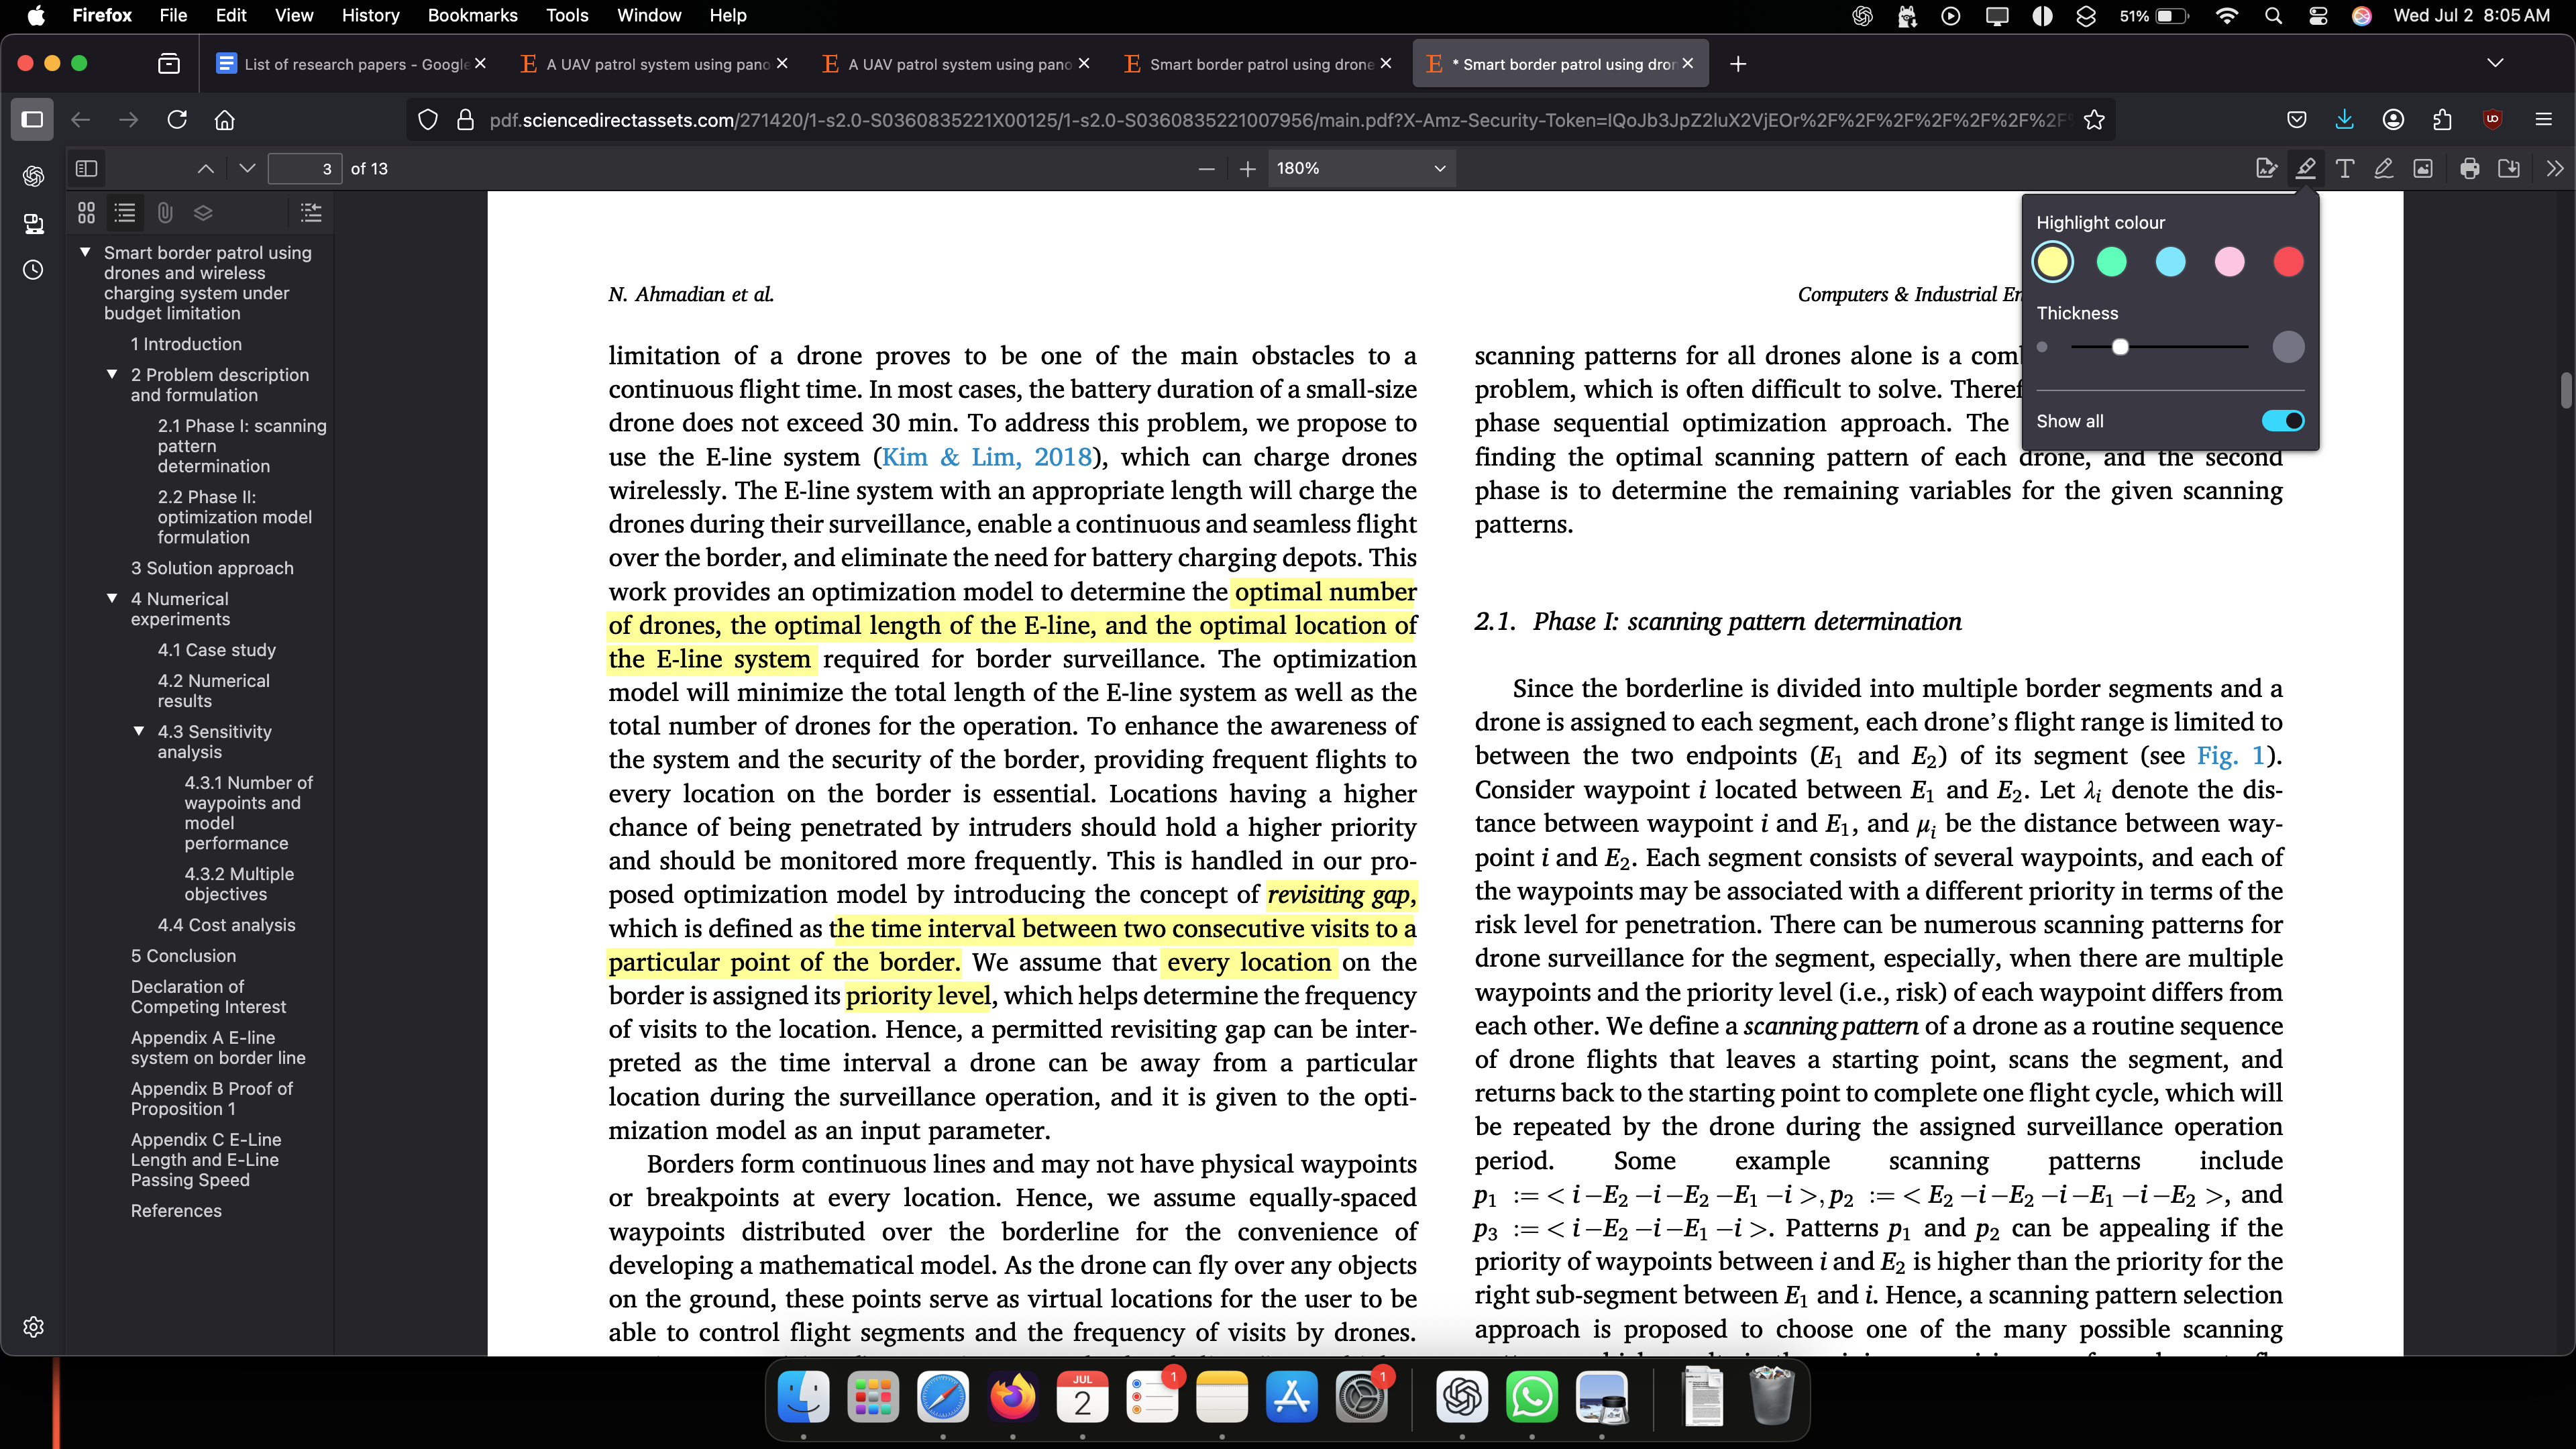 Firefox File Edit View History Bookmarks Tools Window Help 51% Wed Jul 2 8:05 AM
List of research papers - Google A UAV patrol system using pano A UAV patrol system using pano Smart border patrol using drone * Smart border patrol using dron
pdf.sciencedirectassets.com/271420/1-s2.0-S0360835221X00125/1-s2.0-S0360835221007956/main.pdf?X-Amz-Security-Token=IQoJb3JpZ2luX2VjEOr%2F%2F%2F%2F%2F%2F%2F%2F
3 of 13 180%
Smart border patrol using
drones and wireless
charging system under
budget limitation
1 Introduction
2 Problem description
and formulation
2.1 Phase I: scanning
pattern
determination
2.2 Phase II:
optimization model
formulation
3 Solution approach
4 Numerical
experiments
4.1 Case study
4.2 Numerical
results
4.3 Sensitivity
analysis
4.3.1 Number of
waypoints and
model
performance
4.3.2 Multiple
objectives
4.4 Cost analysis
5 Conclusion
Declaration of
Competing Interest
Appendix A E-line
system on border line
Appendix B Proof of
Proposition 1
Appendix C E-Line
Length and E-Line
Passing Speed
References
N. Ahmadian et al.
Computers & Industrial En
limitation of a drone proves to be one of the main obstacles to a
continuous flight time. In most cases, the battery duration of a small-size
drone does not exceed 30 min. To address this problem, we propose to
use the E-line system (Kim & Lim, 2018), which can charge drones
wirelessly. The E-line system with an appropriate length will charge the
drones during their surveillance, enable a continuous and seamless flight
over the border, and eliminate the need for battery charging depots. This
work provides an optimization model to determine the optimal number
of drones, the optimal length of the E-line, and the optimal location of
the E-line system required for border surveillance. The optimization
model will minimize the total length of the E-line system as well as the
total number of drones for the operation. To enhance the awareness of
the system and the security of the border, providing frequent flights to
every location on the border is essential. Locations having a higher
chance of being penetrated by intruders should hold a higher priority
and should be monitored more frequently. This is handled in our pro-
posed optimization model by introducing the concept of revisiting gap,
which is defined as the time interval between two consecutive visits to a
particular point of the border. We assume that every location on the
border is assigned its priority level, which helps determine the frequency
of visits to the location. Hence, a permitted revisiting gap can be inter-
preted as the time interval a drone can be away from a particular
location during the surveillance operation, and it is given to the opti-
mization model as an input parameter.
Borders form continuous lines and may not have physical waypoints
or breakpoints at every location. Hence, we assume equally-spaced
waypoints distributed over the borderline for the convenience of
developing a mathematical model. As the drone can fly over any objects
on the ground, these points serve as virtual locations for the user to be
able to control flight segments and the frequency of visits by drones.
scanning patterns for all drones alone is a com
problem, which is often difficult to solve. Theref
phase sequential optimization approach. The
finding the optimal scanning pattern of each drone, and the second
phase is to determine the remaining variables for the given scanning
patterns.
2.1. Phase I: scanning pattern determination
Since the borderline is divided into multiple border segments and a
drone is assigned to each segment, each drone's flight range is limited to
between the two endpoints (E₁ and E₂) of its segment (see Fig. 1).
Consider waypoint i located between E₁ and E₂. Let λᵢ denote the dis-
tance between waypoint i and E₁, and μᵢ be the distance between way-
point i and E₂. Each segment consists of several waypoints, and each of
the waypoints may be associated with a different priority in terms of the
risk level for penetration. There can be numerous scanning patterns for
drone surveillance for the segment, especially, when there are multiple
waypoints and the priority level (i.e., risk) of each waypoint differs from
each other. We define a scanning pattern of a drone as a routine sequence
of drone flights that leaves a starting point, scans the segment, and
returns back to the starting point to complete one flight cycle, which will
be repeated by the drone during the assigned surveillance operation
period. Some example scanning patterns include
p₁ := < i −E₂ −i −E₂ −E₁ −i >, p₂ := < E₂ −i −E₂ −i −E₁ −i −E₂ >, and
p₃ := < i −E₂ −i −E₁ −i >. Patterns p₁ and p₂ can be appealing if the
priority of waypoints between i and E₂ is higher than the priority for the
right sub-segment between E₁ and i. Hence, a scanning pattern selection
approach is proposed to choose one of the many possible scanning
Highlight colour
Thickness
Show all
JUL
2
1
1